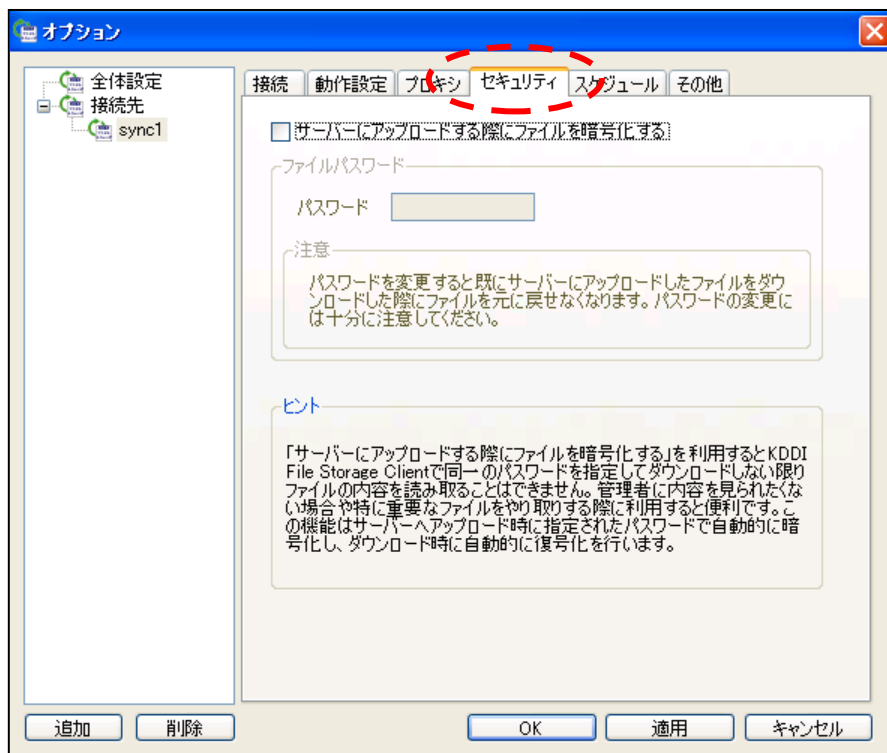 オプション
全体設定
接続先
sync1
接続 動作設定 プロキシ セキュリティ スケジュール その他
サーバーにアップロードする際にファイルを暗号化する
ファイルパスワード
パスワード
注意
パスワードを変更すると既にサーバーにアップロードしたファイルをダウ
ンロードした際にファイルを元に戻せなくなります。パスワードの変更に
は十分に注意してください。
ヒント
「サーバーにアップロードする際にファイルを暗号化する」を利用するとKDDI
File Storage Clientで同一のパスワードを指定してダウンロードしない限り
ファイルの内容を読み取ることはできません。管理者に内容を見られたくな
い場合や特に重要なファイルをやり取りする際に利用すると便利です。こ
の機能はサーバーへアップロード時に指定されたパスワードで自動的に暗
号化し、ダウンロード時に自動的に復号化を行います。
追加 削除 OK 適用 キャンセル